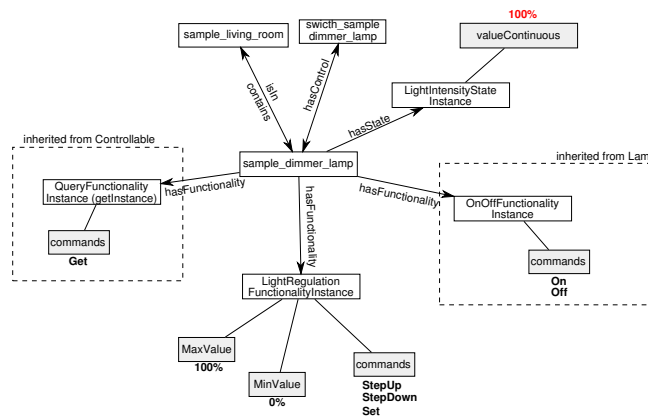 100%
sample_living_room
swicth_sample
dimmer_lamp
valueContinuous
isIn
contains
hasControl
hasState
LightIntensityState
Instance
inherited from Controllable
sample_dimmer_lamp
inherited from Lam
QueryFunctionality
Instance (getInstance)
hasFunctionality
hasFunctionality
hasFunctionality
OnOffFunctionality
Instance
commands
Get
commands
On
Off
LightRegulation
FunctionalityInstance
MaxValue
100%
MinValue
0%
commands
StepUp
StepDown
Set